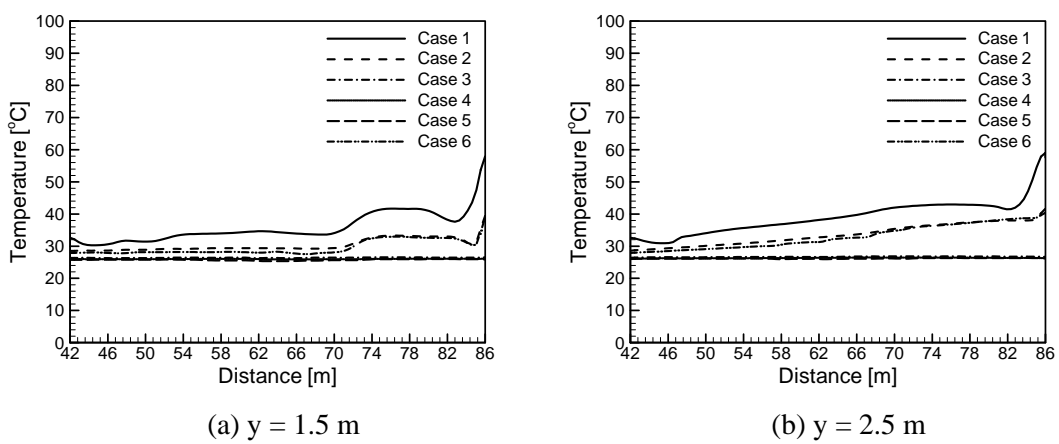 100
90
80
70
60
50
40
30
20
10
0
Temperature [°C]
42 46 50 54 58 62 66 70 74 78 82 86
Distance [m]
Case 1
Case 2
Case 3
Case 4
Case 5
Case 6
(a) y = 1.5 m
100
90
80
70
60
50
40
30
20
10
0
Temperature [°C]
42 46 50 54 58 62 66 70 74 78 82 86
Distance [m]
Case 1
Case 2
Case 3
Case 4
Case 5
Case 6
(b) y = 2.5 m